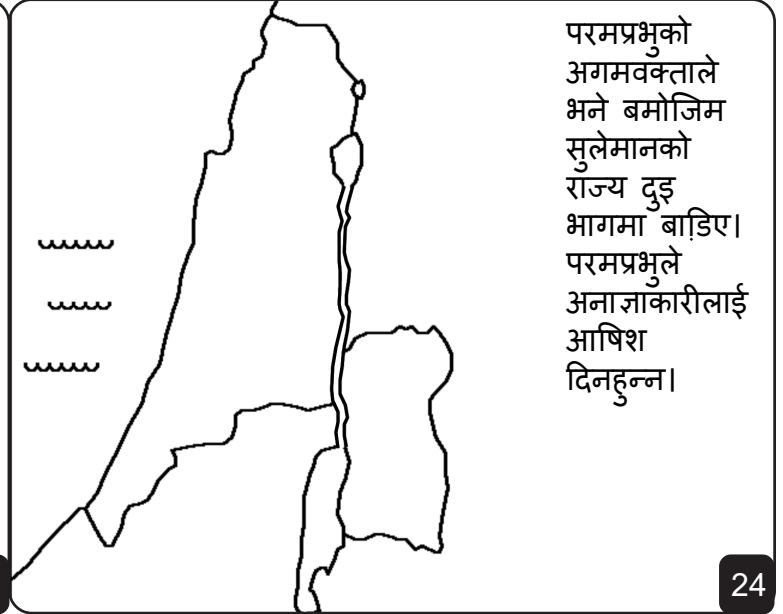 परमप्रभुको
अगमवक्ताले
भने बमोजिम
सुलेमानको
राज्य दुइ
भागमा बाडि़ए।
परमप्रभुले
अनाज्ञाकारीलाई
आषिश
दिनहुन्न।
24